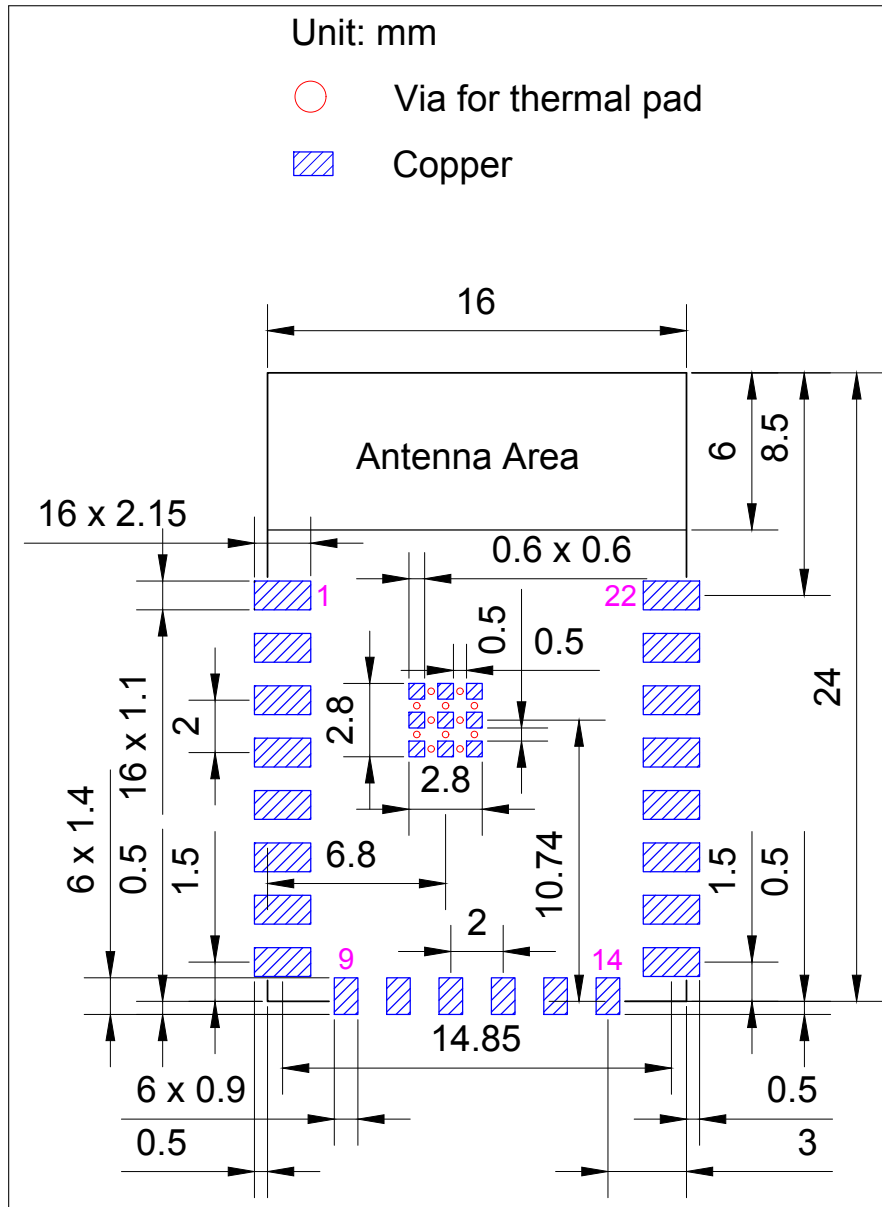 Unit: mm
Via for thermal pad
Copper
16
Antenna Area
6
8.5
24
16 x 2.15
0.6 x 0.6
1
22
0.5
0.5
16 x 1.1
2
2.8
2.8
6 x 1.4
0.5
1.5
6.8
10.74
1.5
0.5
2
9
14
14.85
6 x 0.9
0.5
0.5
3